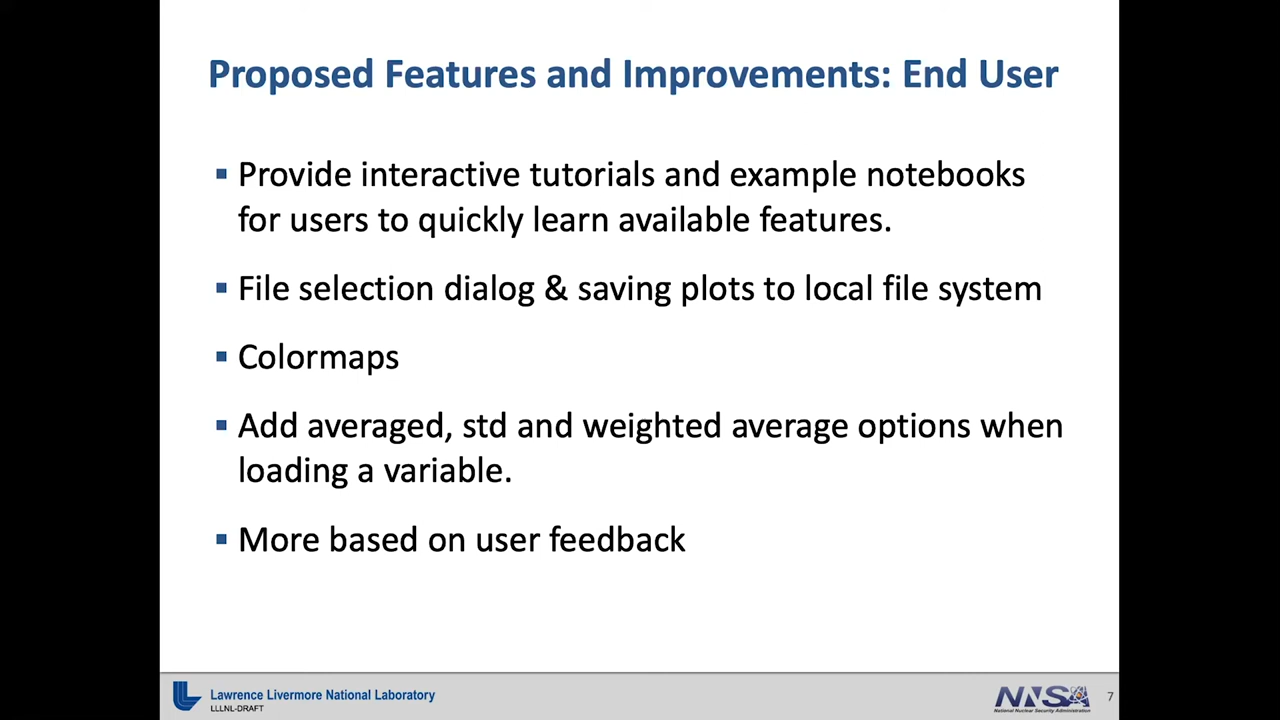 Proposed Features and Improvements: End User
▪ Provide interactive tutorials and example notebooks
for users to quickly learn available features.
▪ File selection dialog & saving plots to local file system
▪ Colormaps
▪ Add averaged, std and weighted average options when
loading a variable.
▪ More based on user feedback
Lawrence Livermore National Laboratory
LLLNL-DRAFT
NNSA
National Nuclear Security Administration
7